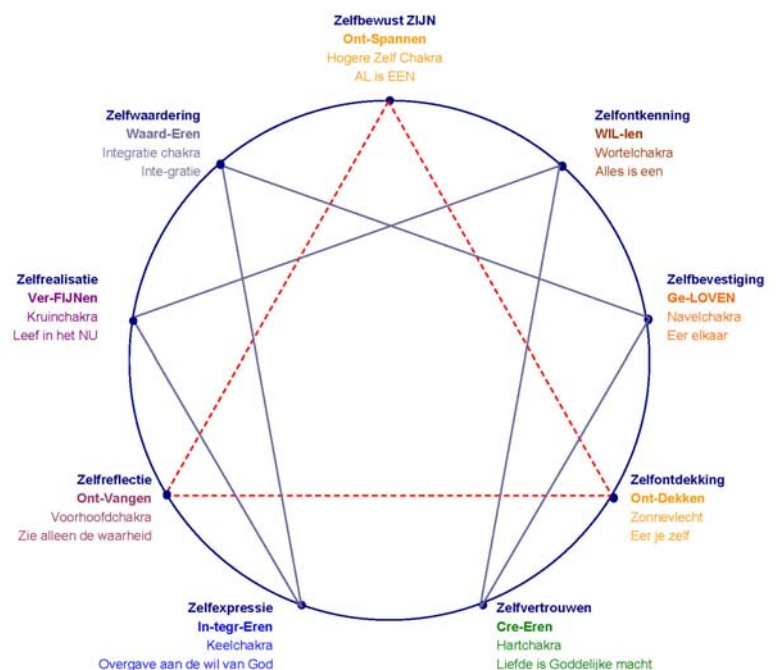 Zelfbewust ZIJN
Ont-Spannen
Hogere Zelf Chakra
AL is EEN
Zelfwaardering
Waard-Eren
Integratie chakra
Inte-gratie
Zelfontkenning
WIL-len
Wortelchakra
Alles is een
Zelfrealisatie
Ver-FIJNen
Kruinchakra
Leef in het NU
Zelfbevestiging
Ge-LOVEN
Navelchakra
Eer elkaar
Zelfreflectie
Ont-Vangen
Voorhoofdchakra
Zie alleen de waarheid
Zelfontdekking
Ont-Dekken
Zonnevlecht
Eer je zelf
Zelfexpressie
In-tegr-Eren
Keelchakra
Overgave aan de wil van God
Zelfvertrouwen
Cre-Eren
Hartchakra
Liefde is Goddelijke macht